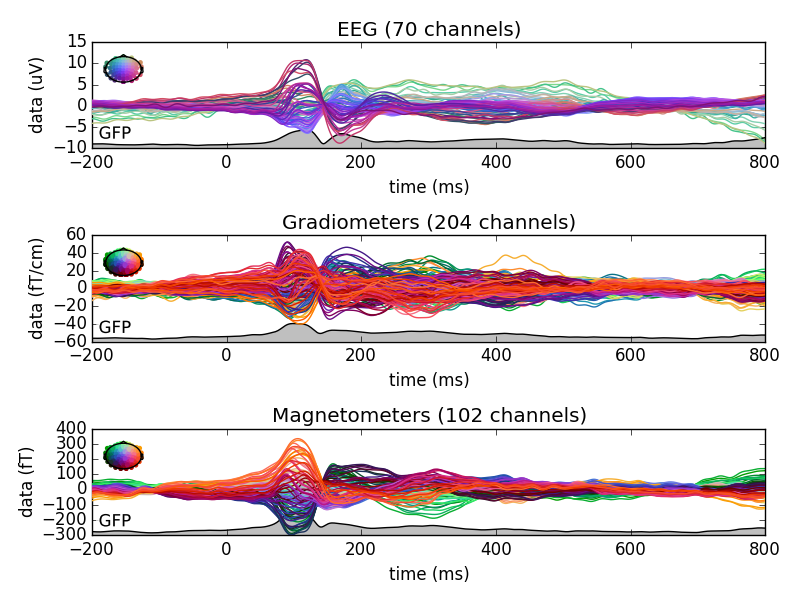 EEG (70 channels)
data (uV)
15
10
5
0
−5
−10
GFP
−200 0 200 400 600 800
time (ms)
Gradiometers (204 channels)
data (fT/cm)
60
40
20
0
−20
−40
−60
GFP
−200 0 200 400 600 800
time (ms)
Magnetometers (102 channels)
data (fT)
400
300
200
100
0
−100
−200
−300
GFP
−200 0 200 400 600 800
time (ms)